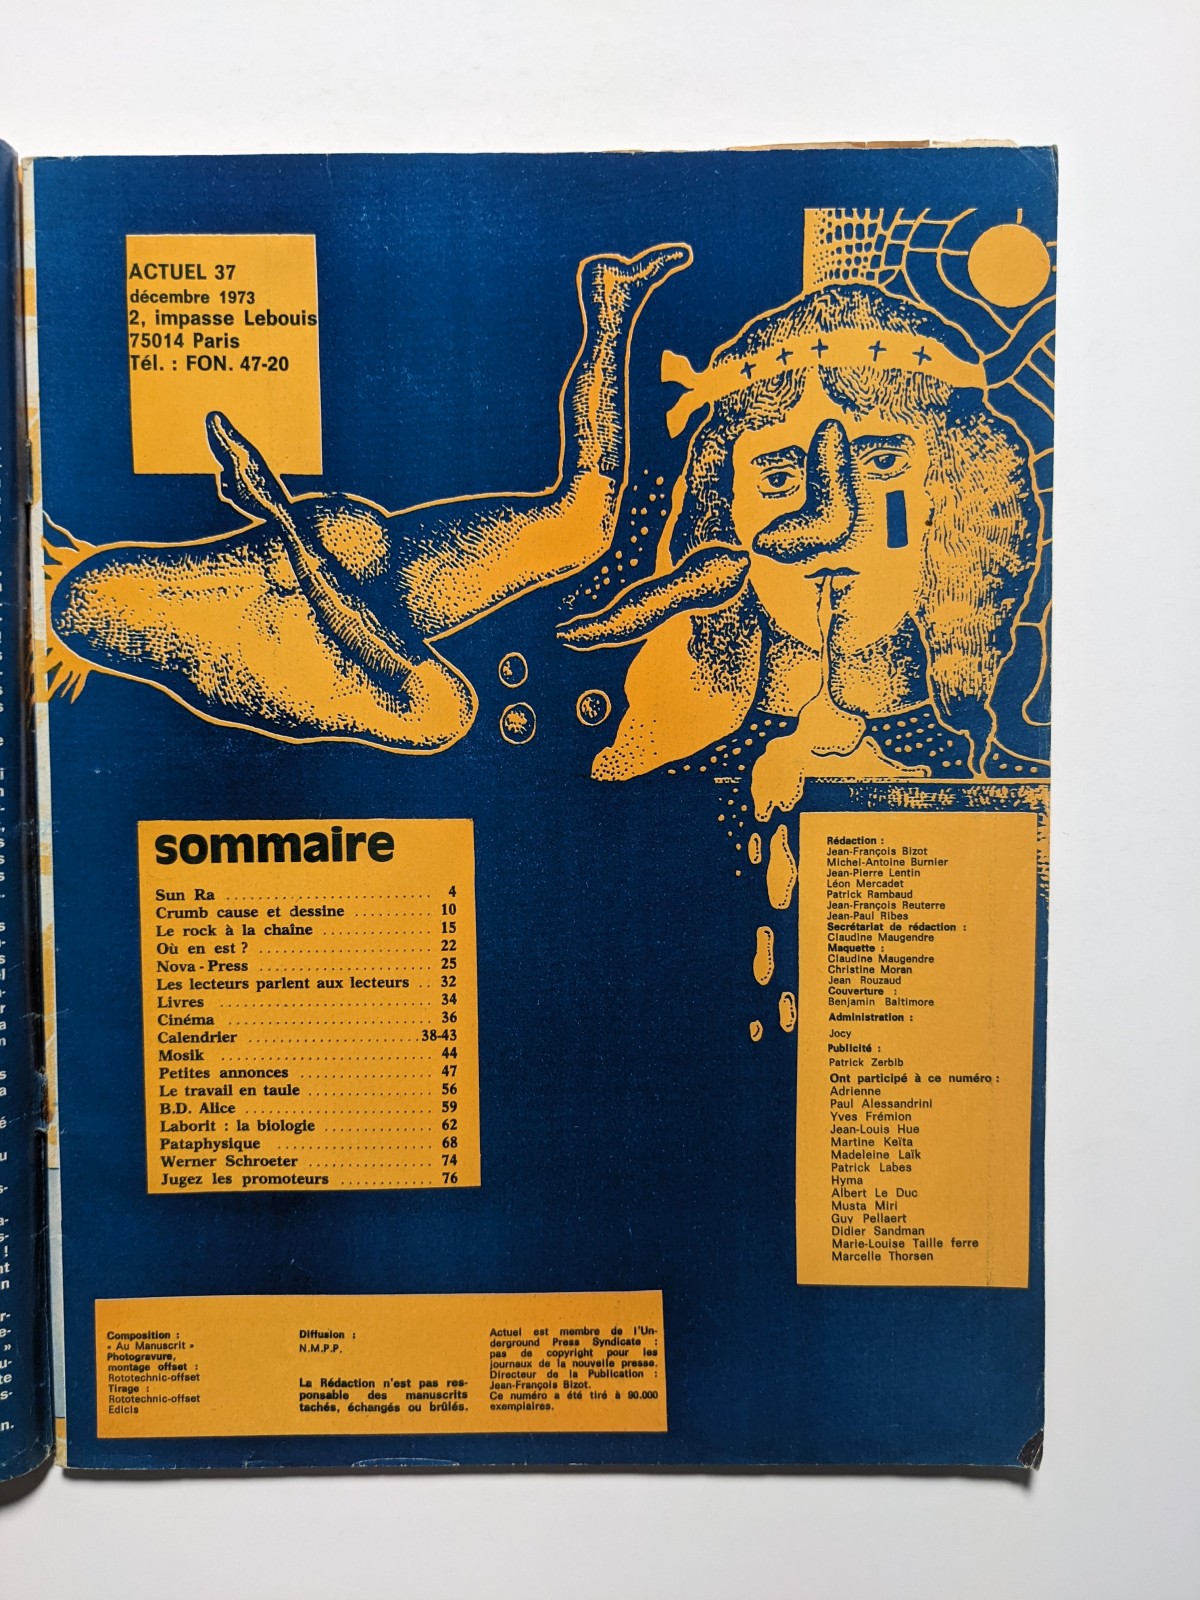 ACTUEL 37
décembre 1973
2, impasse Lebouis
75014 Paris
Tél. : FON. 47-20
sommaire
Sun Ra .......................... 4
Crumb cause et dessine .......... 10
Le rock à la chaîne ............. 15
Où en est ? ..................... 22
Nova-Press ...................... 25
Les lecteurs parlent aux lecteurs .. 32
Livres .......................... 34
Cinéma .......................... 36
Calendrier ...................... 38-43
Mosik ........................... 44
Petites annonces ................ 47
Le travail en taule ............. 56
B.D. Alice ...................... 59
Laborit : la biologie ........... 62
Pataphysique .................... 68
Werner Schroeter ................ 74
Jugez les promoteurs ............ 76
Rédaction :
Jean-François Bizot
Michel-Antoine Burnier
Jean-Pierre Lentin
Léon Mercadet
Patrick Rambaud
Jean-François Reuterre
Jean-Paul Ribes
Secrétariat de rédaction :
Claudine Maugendre
Maquette :
Claudine Maugendre
Christine Moran
Jean Rouzaud
Couverture :
Benjamin Baltimore
Administration :
Jocy
Publicité :
Patrick Zerbib
Ont participé à ce numéro :
Adrienne
Paul Alessandrini
Yves Frémion
Jean-Louis Hue
Martine Keïta
Madeleine Laïk
Patrick Labes
Hyma
Albert Le Duc
Musta Miri
Guy Pellaert
Didier Sandman
Marie-Louise Taille ferre
Marcelle Thorsen
Composition :
« Au Manuscrit »
Photogravure,
montage offset :
Rototechnic-offset
Tirage :
Rototechnic-offset
Edicis
Diffusion :
N.M.P.P.
La Rédaction n'est pas res-
ponsable des manuscrits
tachés, échangés ou brûlés.
Actuel est membre de l'Un-
derground Press Syndicate :
pas de copyright pour les
journaux de la nouvelle presse.
Directeur de la Publication :
Jean-François Bizot.
Ce numéro a été tiré à 90.000
exemplaires.